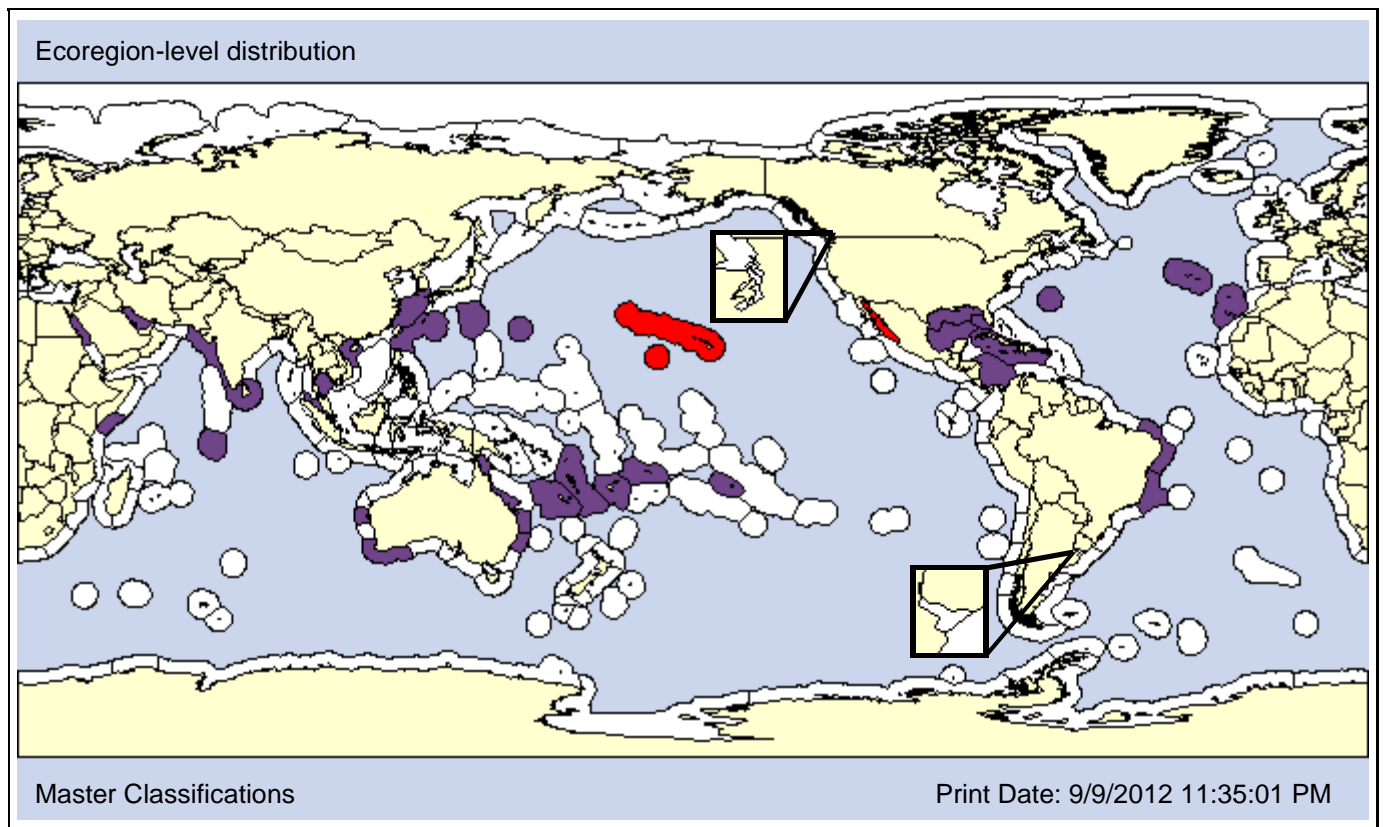 Ecoregion-level distribution
Master Classifications
Print Date: 9/9/2012 11:35:01 PM